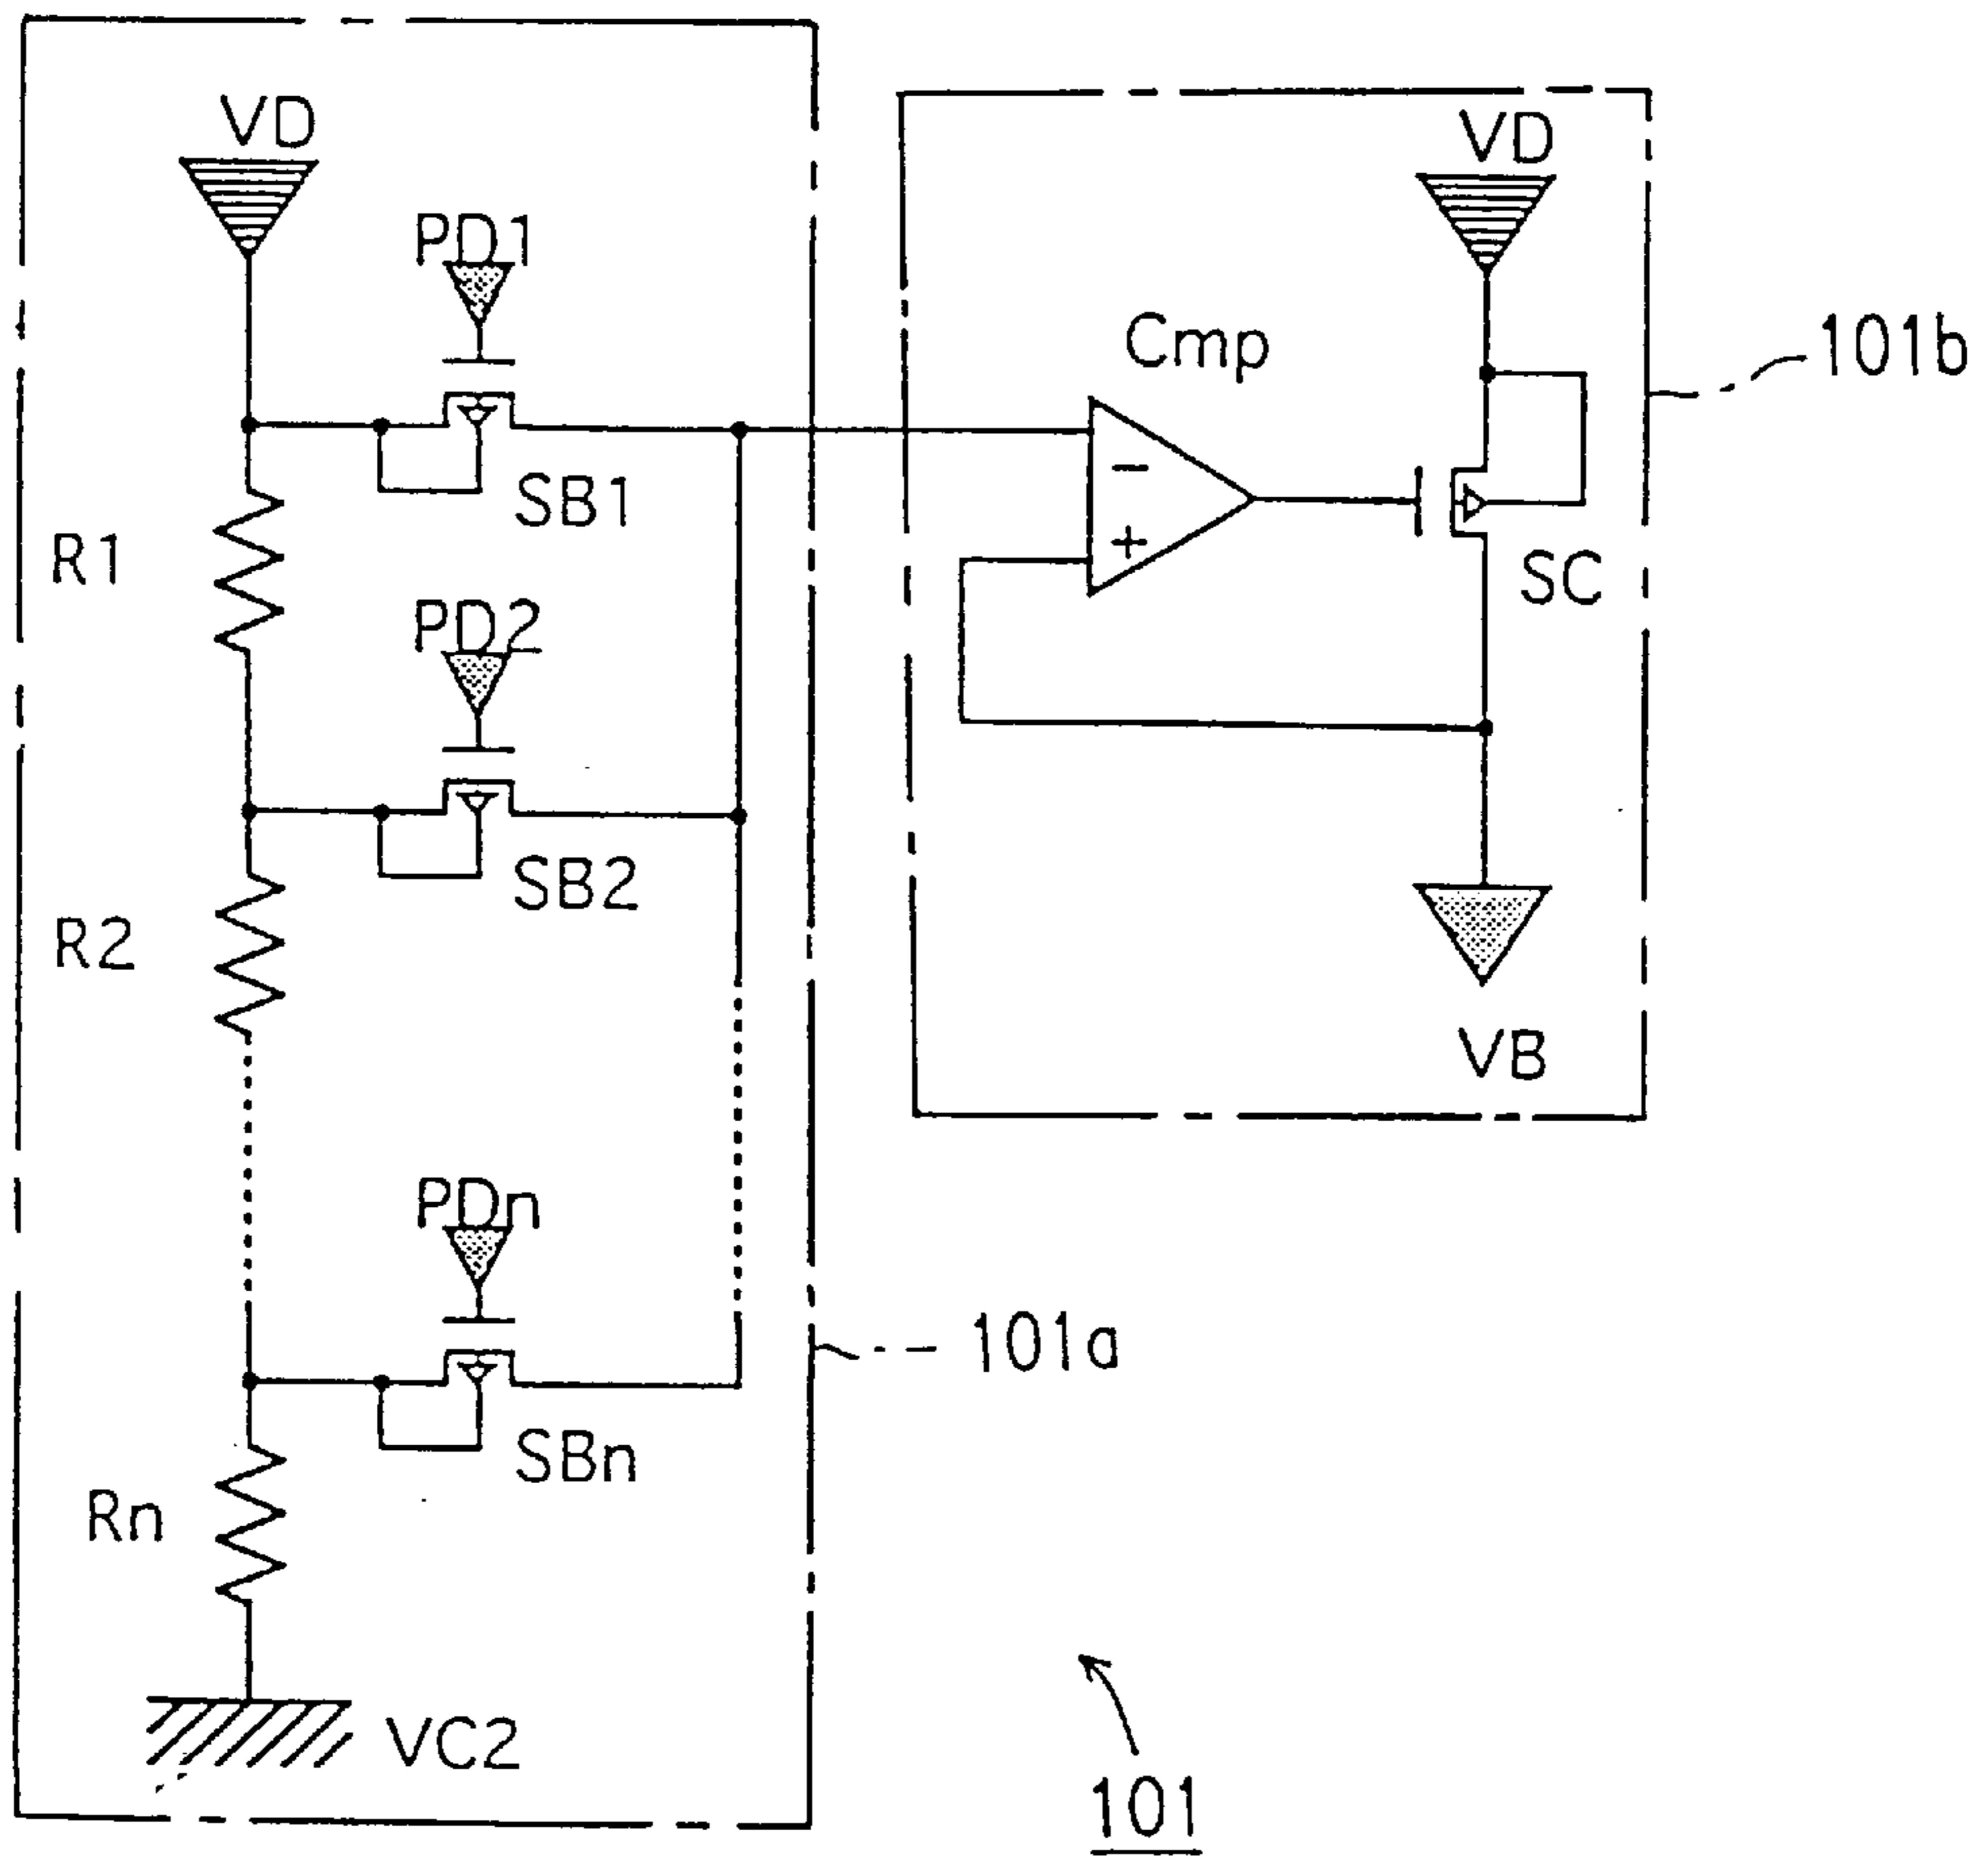 VD
PD1
SB1
R1
PD2
SB2
R2
PDn
SBn
Rn
VC2
101a
VD
Cmp
−
+
SC
VB
101b
101